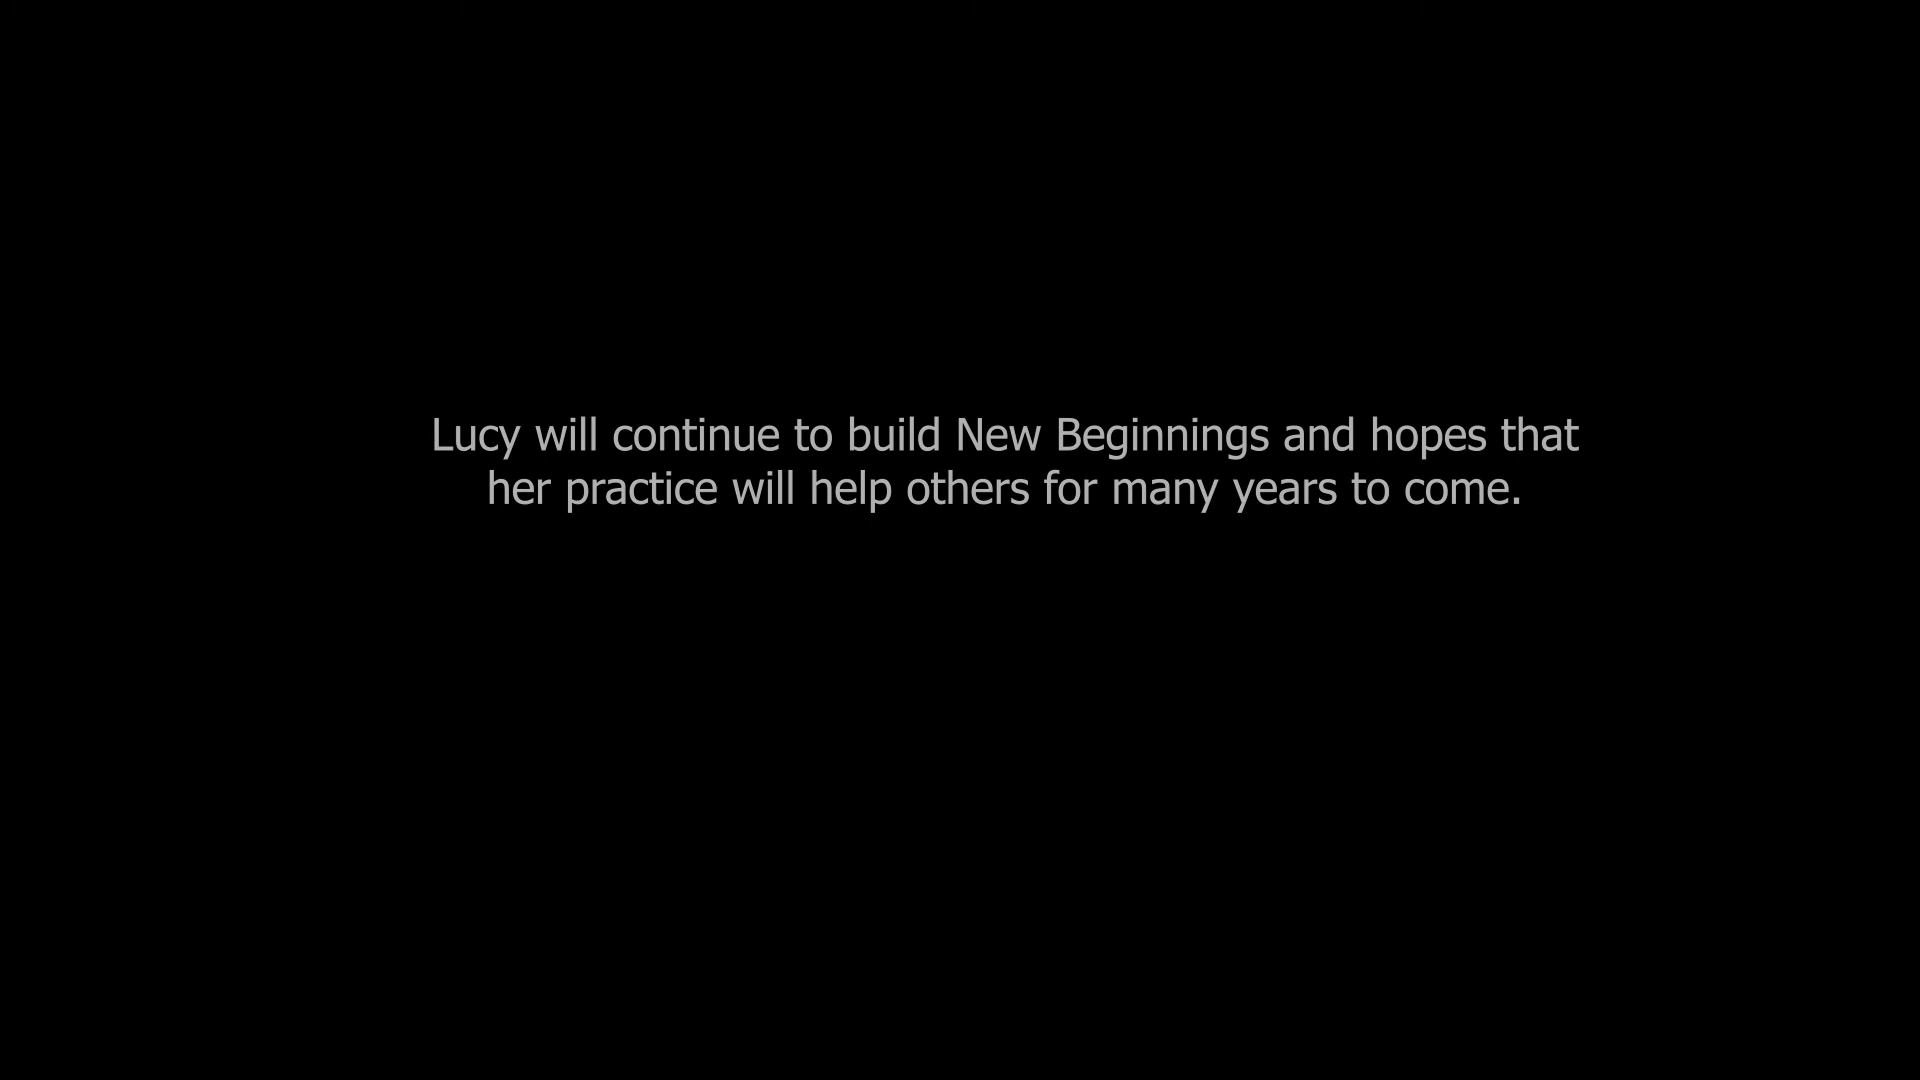 Lucy will continue to build New Beginnings and hopes that
her practice will help others for many years to come.